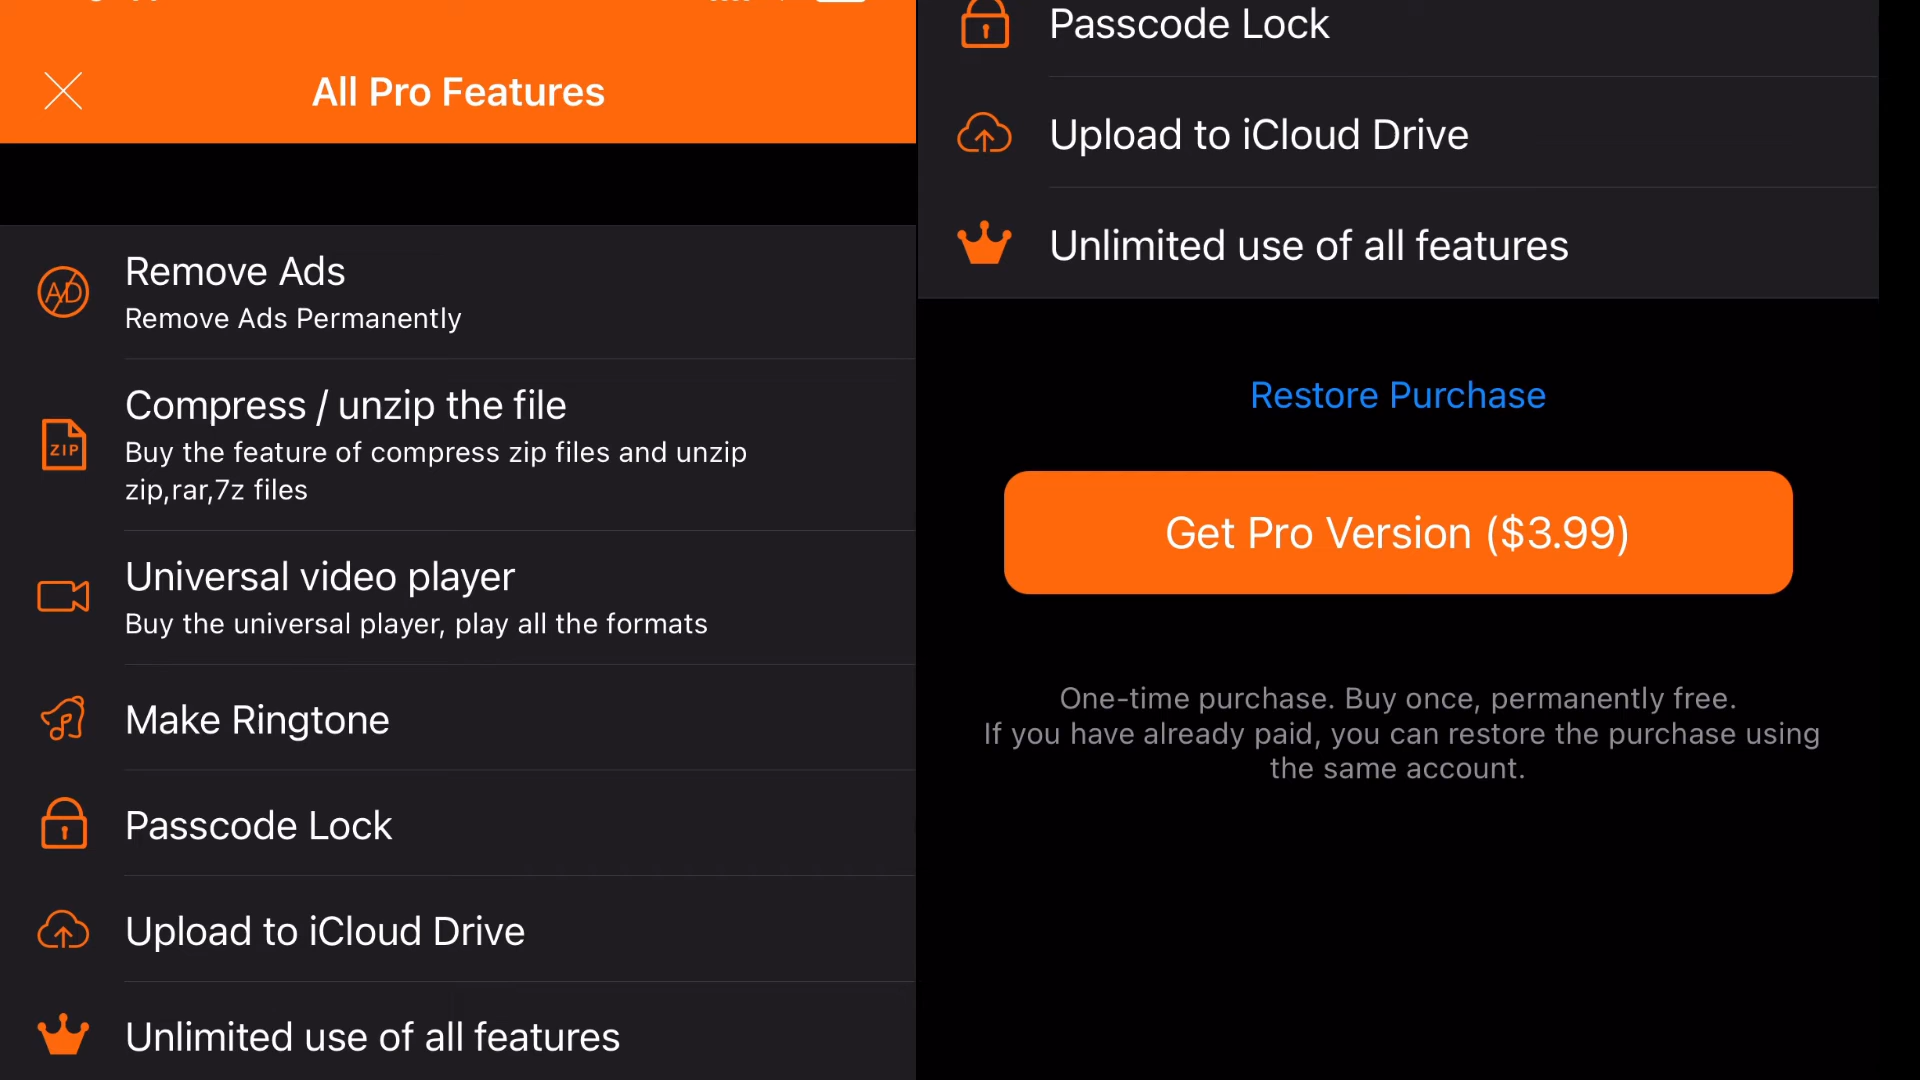 All Pro Features
AD
Remove Ads
Remove Ads Permanently
ZIP
Compress / unzip the file
Buy the feature of compress zip files and unzip
zip,rar,7z files
Universal video player
Buy the universal player, play all the formats
Make Ringtone
Passcode Lock
Upload to iCloud Drive
Unlimited use of all features
Passcode Lock
Upload to iCloud Drive
Unlimited use of all features
Restore Purchase
Get Pro Version ($3.99)
One-time purchase. Buy once, permanently free.
If you have already paid, you can restore the purchase using
the same account.